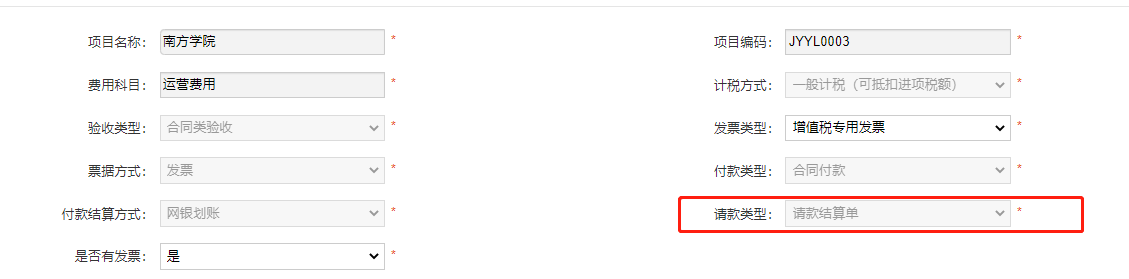 项目名称: 南方学院 * 项目编码: JYYL0003 *
费用科目: 运营费用 * 计税方式: 一般计税（可抵扣进项税额） *
验收类型: 合同类验收 * 发票类型: 增值税专用发票 *
票据方式: 发票 * 付款类型: 合同付款 *
付款结算方式: 网银划账 * 请款类型: 请款结算单 *
是否有发票: 是 *